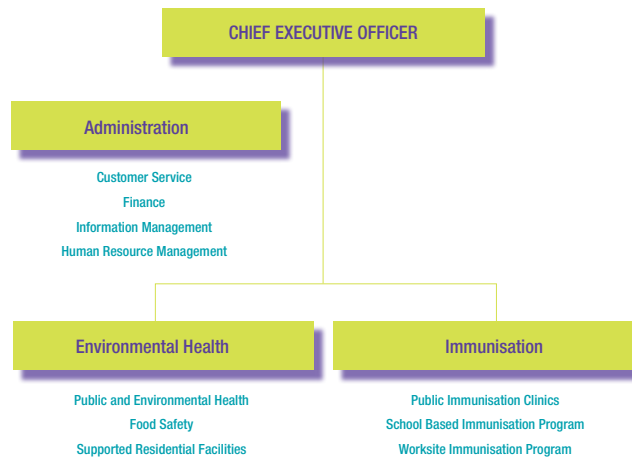 CHIEF EXECUTIVE OFFICER
Administration
Customer Service
Finance
Information Management
Human Resource Management
Environmental Health
Public and Environmental Health
Food Safety
Supported Residential Facilities
Immunisation
Public Immunisation Clinics
School Based Immunisation Program
Worksite Immunisation Program